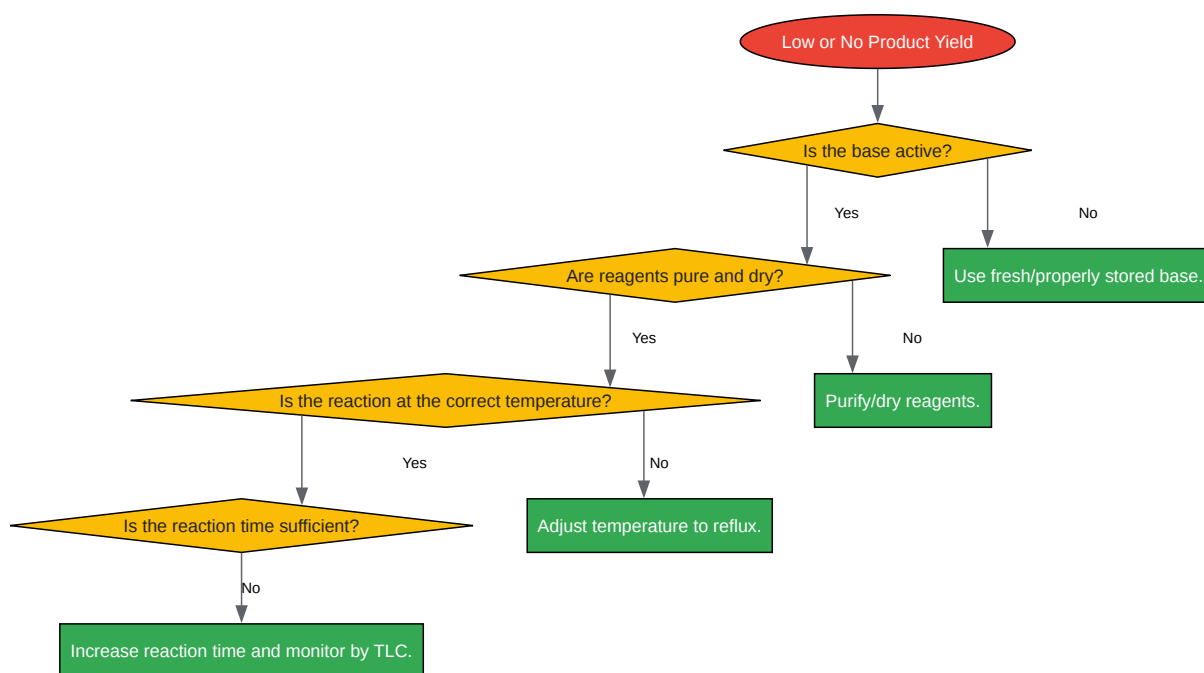 Low or No Product Yield
Is the base active?
Yes
No
Are reagents pure and dry?
Use fresh/properly stored base.
Yes
No
Is the reaction at the correct temperature?
Purify/dry reagents.
Yes
No
Is the reaction time sufficient?
Adjust temperature to reflux.
No
Increase reaction time and monitor by TLC.